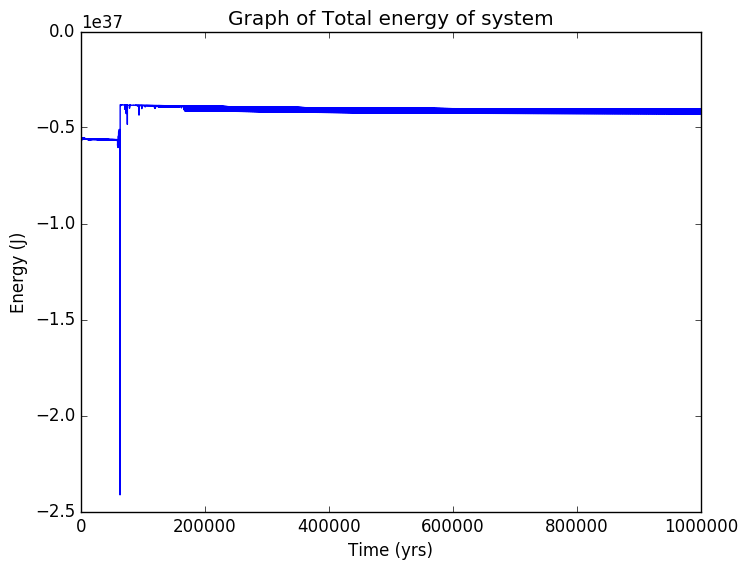 Graph of Total energy of system
1e37
0.0
−0.5
−1.0
−1.5
−2.0
−2.5
Energy (J)
0 200000 400000 600000 800000 1000000
Time (yrs)